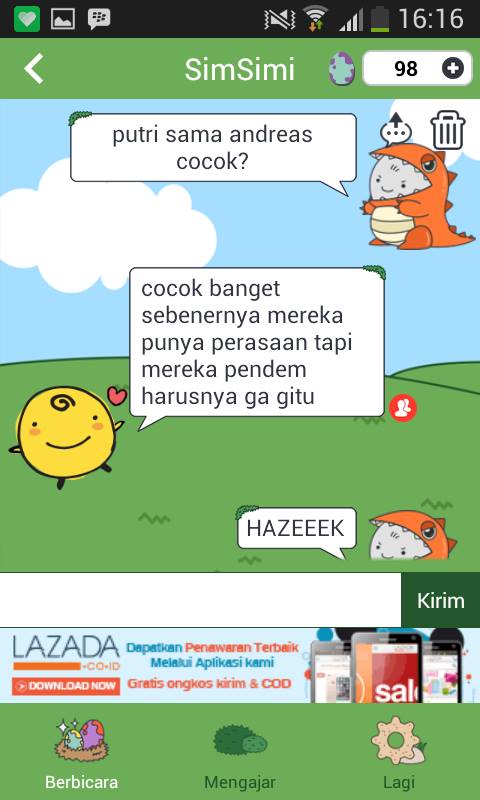 16:16
SimSimi
98
putri sama andreas
cocok?
cocok banget
sebenernya mereka
punya perasaan tapi
mereka pendem
harusnya ga gitu
HAZEEEK
Kirim
LAZADA
.CO.ID
DOWNLOAD NOW
Dapatkan Penawaran Terbaik
Melalui Aplikasi kami
Gratis ongkos kirim & COD
sale
Berbicara
Mengajar
Lagi